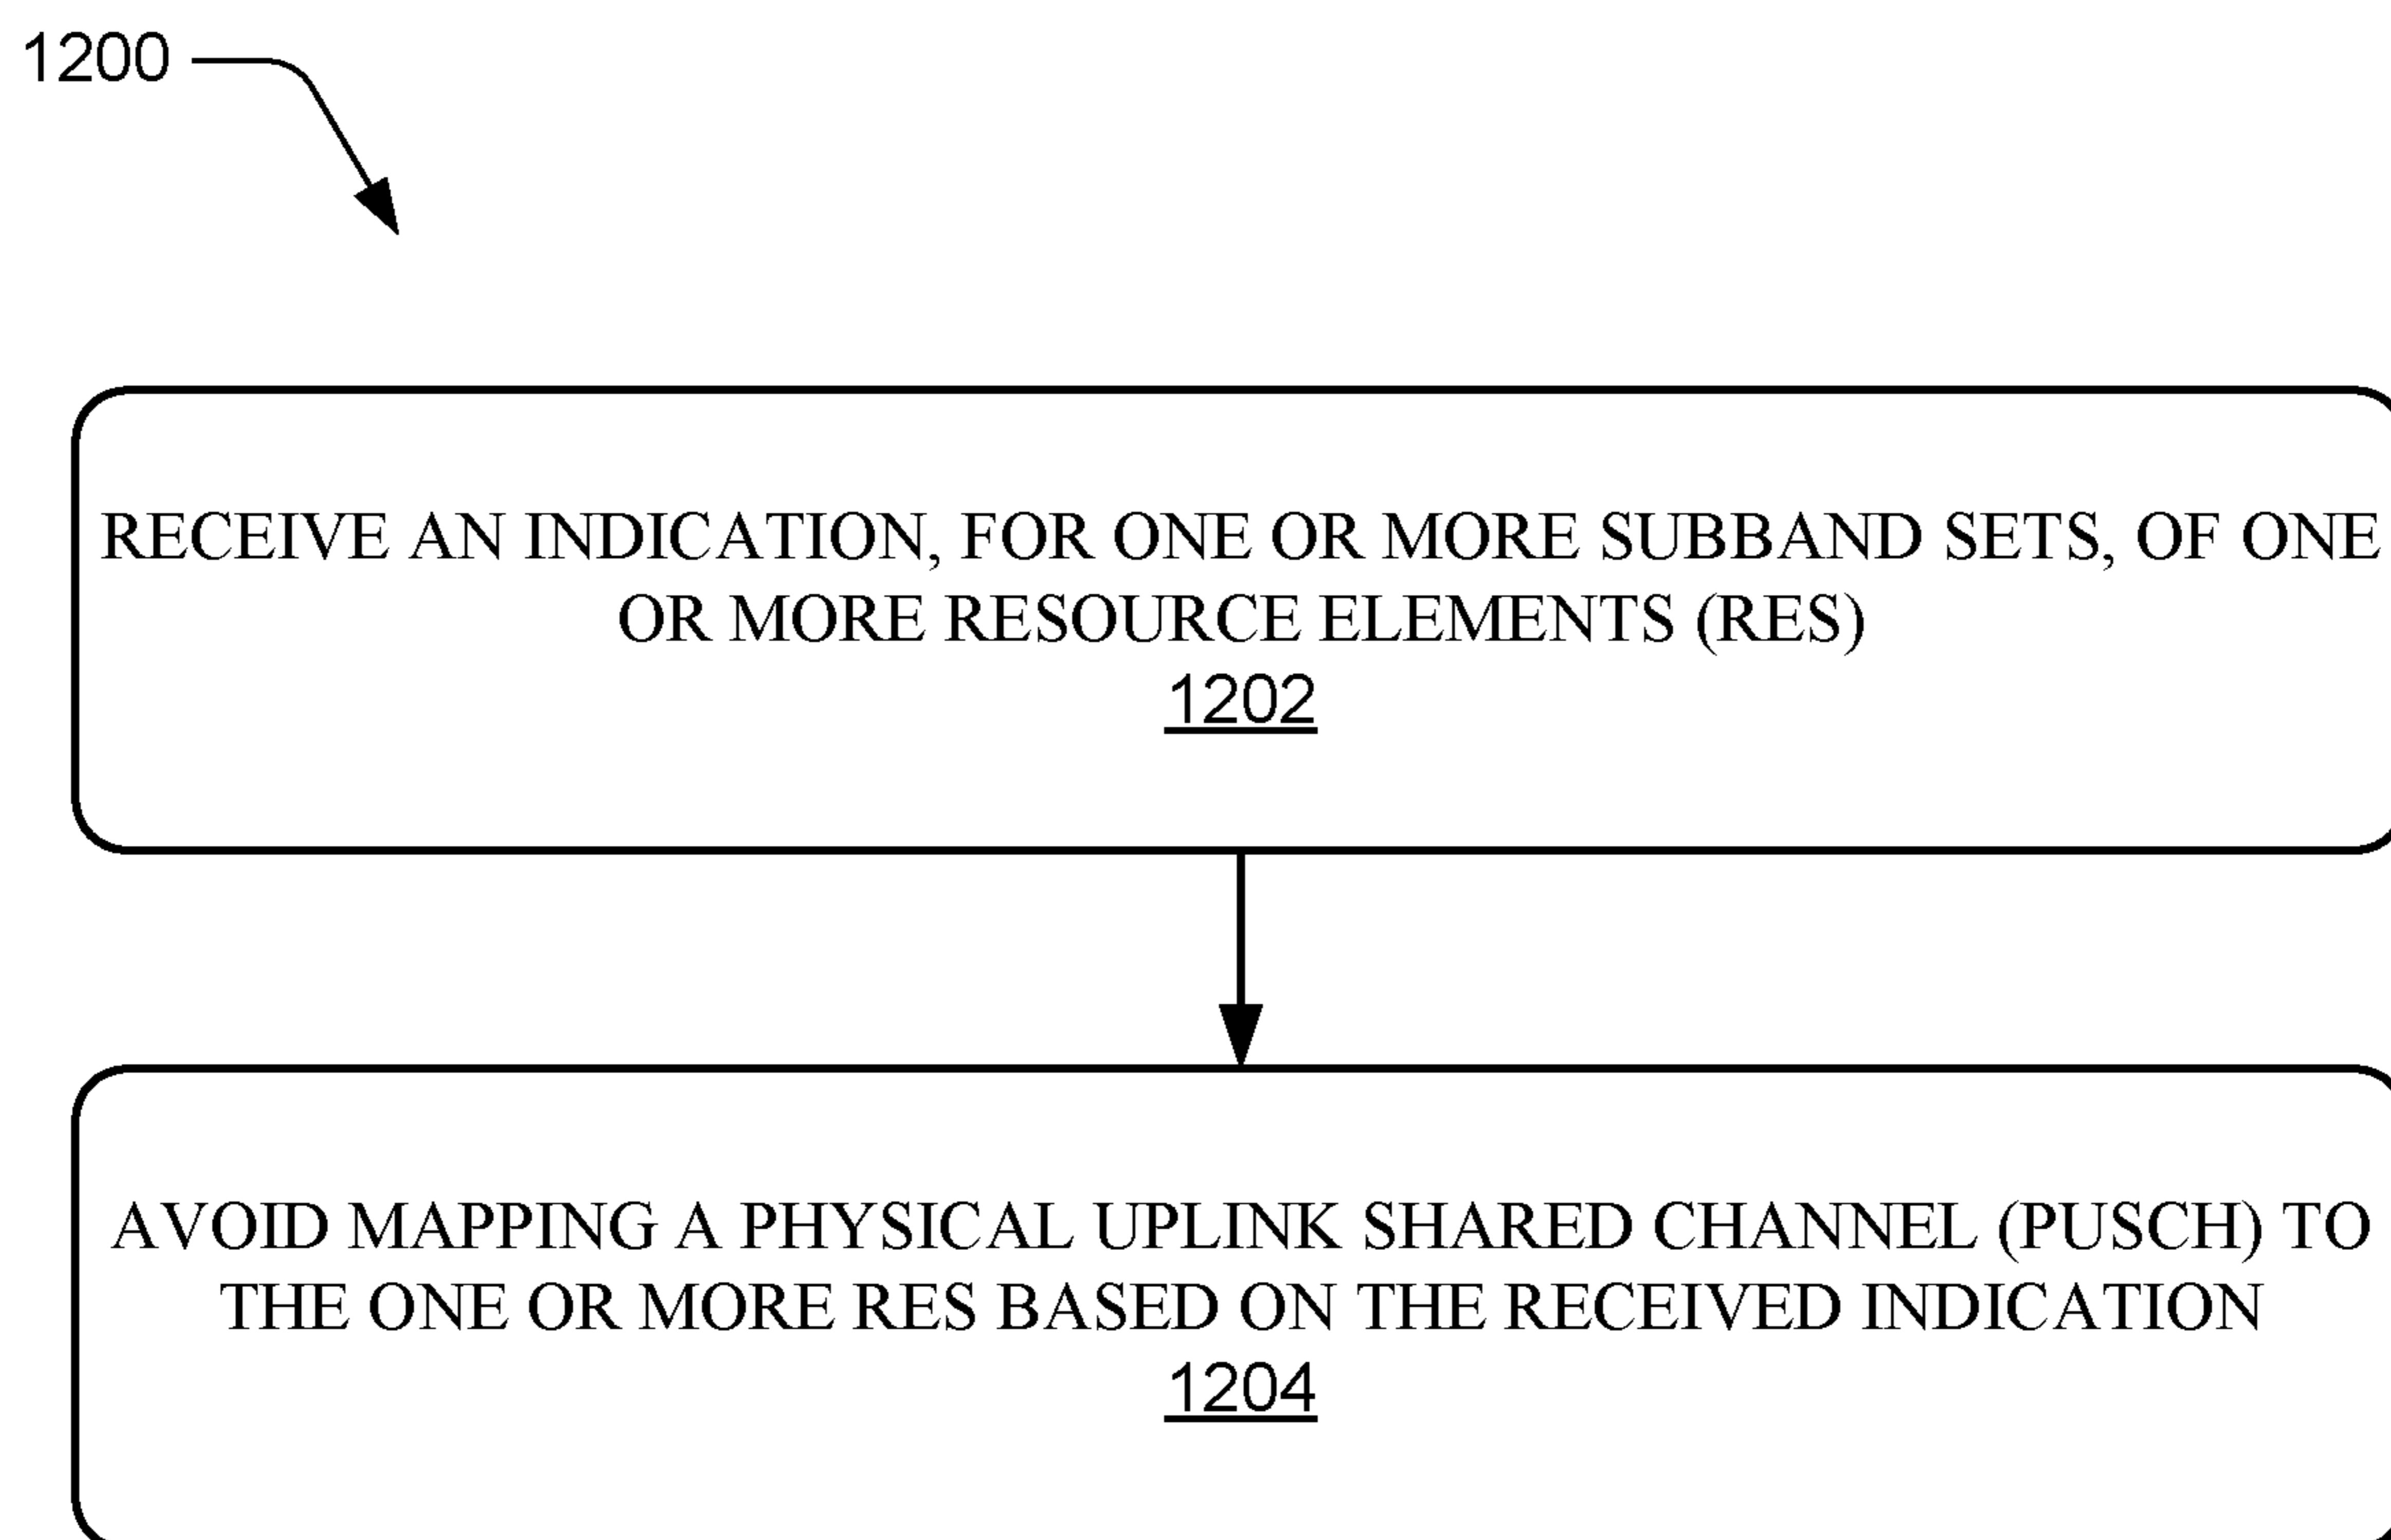 1200
RECEIVE AN INDICATION, FOR ONE OR MORE SUBBAND SETS, OF ONE
OR MORE RESOURCE ELEMENTS (RES)
1202
AVOID MAPPING A PHYSICAL UPLINK SHARED CHANNEL (PUSCH) TO
THE ONE OR MORE RES BASED ON THE RECEIVED INDICATION
1204